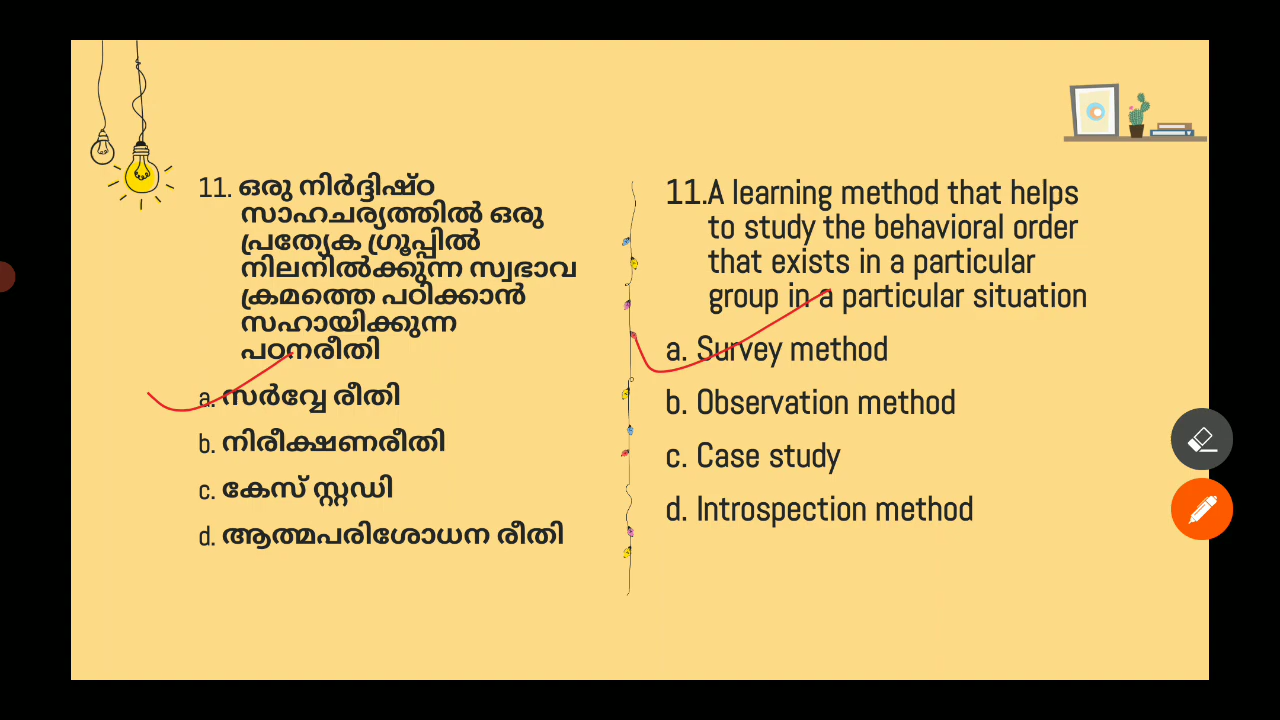 11. ഒരു നിർദ്ദിഷ്ഠ
സാഹചര്യത്തിൽ ഒരു
പ്രത്യേക ഗ്രൂപ്പിൽ
നിലനിൽക്കുന്ന സ്വഭാവ
ക്രമത്തെ പഠിക്കാൻ
സഹായിക്കുന്ന
പഠനരീതി
a. സർവ്വേ രീതി
b. നിരീക്ഷണരീതി
c. കേസ് സ്റ്റഡി
d. ആത്മപരിശോധന രീതി
11.A learning method that helps
to study the behavioral order
that exists in a particular
group in a particular situation
a. Survey method
b. Observation method
c. Case study
d. Introspection method